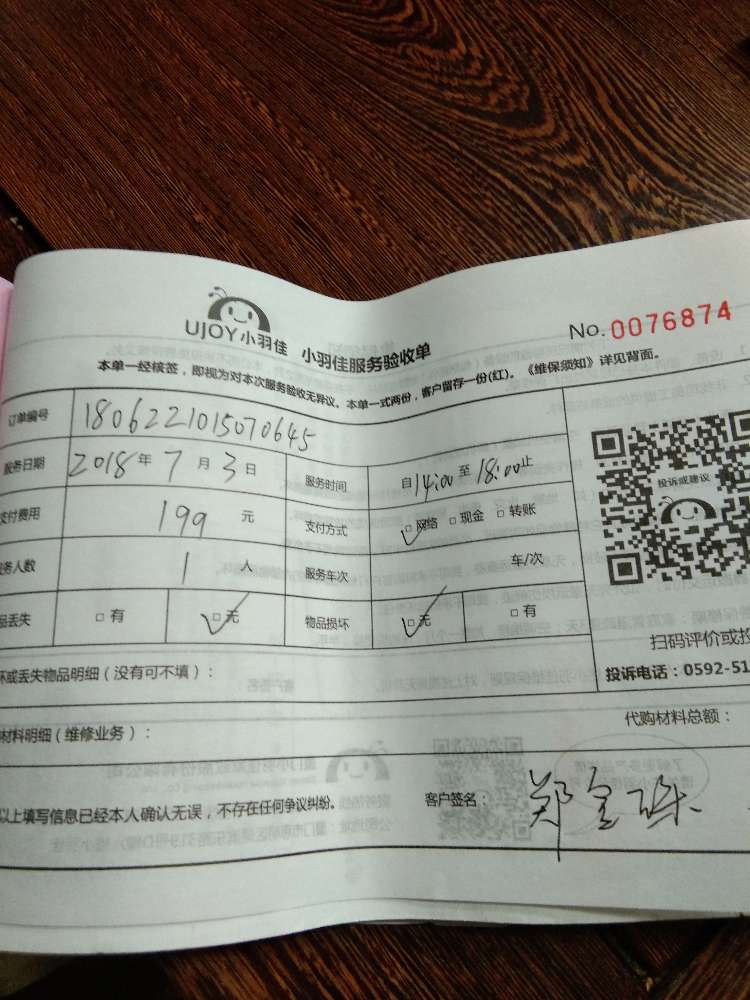 UJOY小羽佳 小羽佳服务验收单
No. 0076874
本单一经核签，即视为对本次服务验收无异议。本单一式两份，客户留存一份(红)。《维保须知》详见背面。
订单编号 1806221015070645
服务日期 2018年7月3日 服务时间 自14:00至18:00止
支付费用 199 元 支付方式 □网络 □现金 □转账
务人数 1 人 服务车次 车/次
品丢失 □有 □无 物品损坏 □无 □有
投诉或建议
扫码评价或投
投诉电话：0592-51
坏或丢失物品明细（没有可不填）：
材料明细（维修业务）： 代购材料总额：
以上填写信息已经本人确认无误，不存在任何争议纠纷。 客户签名： 郑金珠